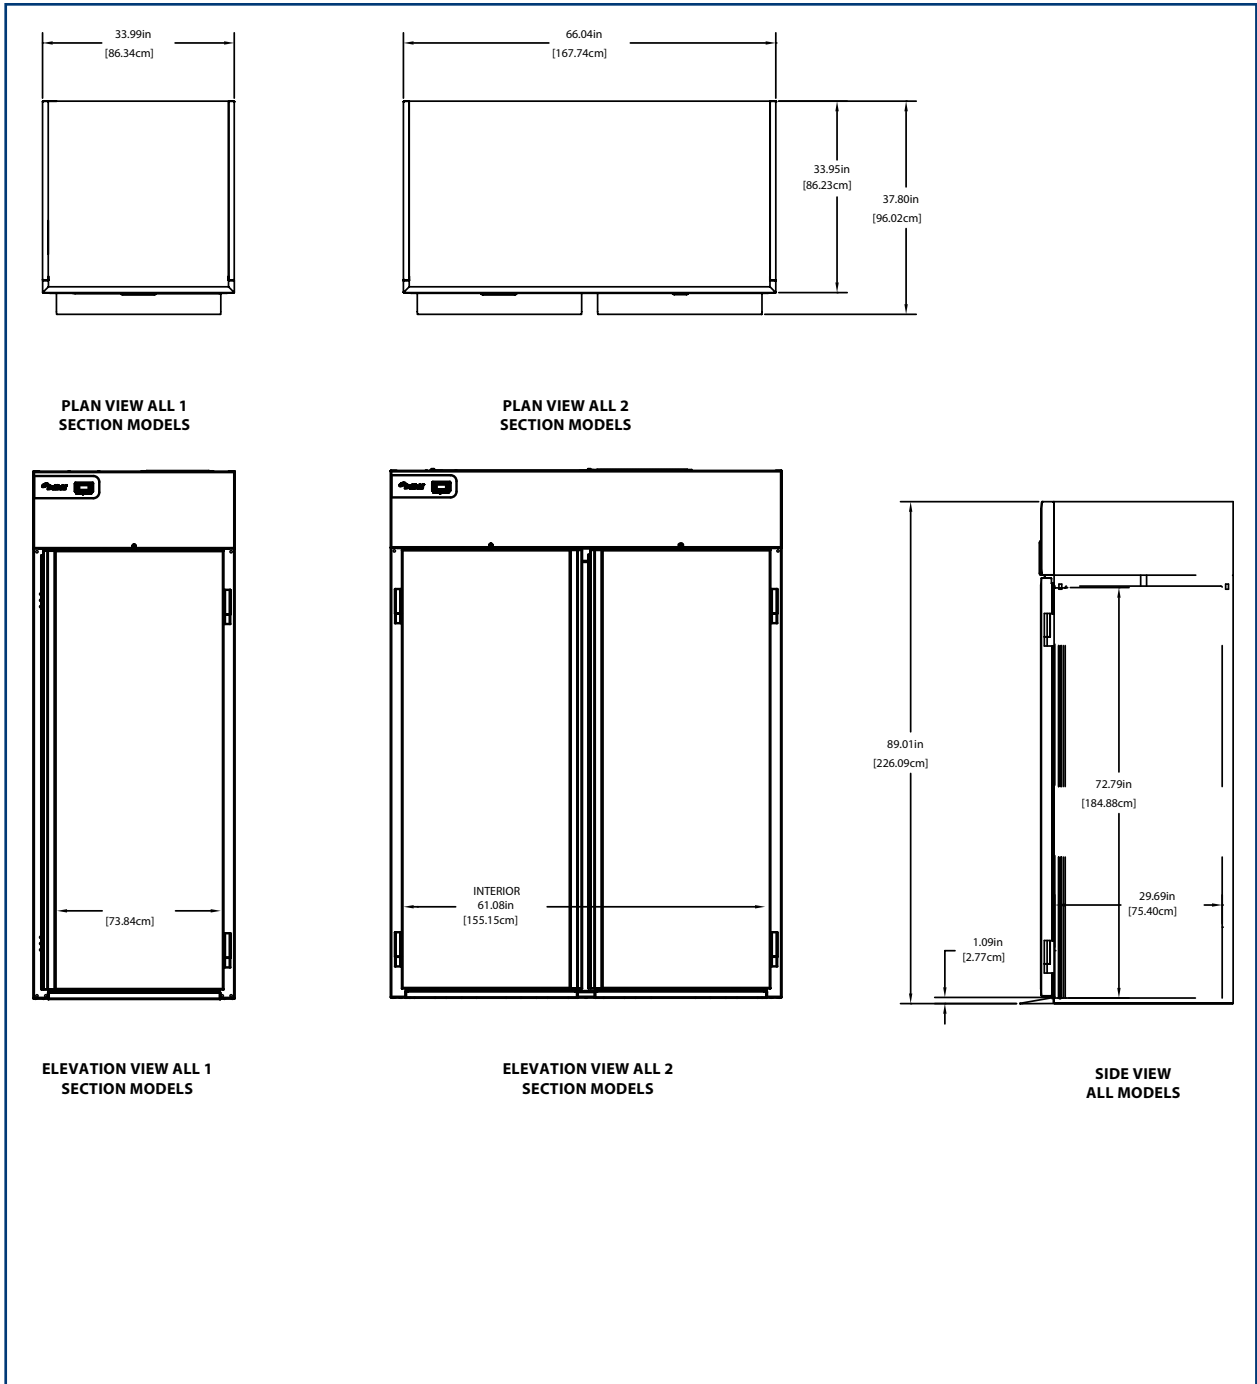 33.99in
[86.34cm]
66.04in
[167.74cm]
33.95in
[86.23cm]
37.80in
[96.02cm]
PLAN VIEW ALL 1
SECTION MODELS
PLAN VIEW ALL 2
SECTION MODELS
89.01in
[226.09cm]
72.79in
[184.88cm]
[73.84cm]
INTERIOR
61.08in
[155.15cm]
29.69in
[75.40cm]
1.09in
[2.77cm]
ELEVATION VIEW ALL 1
SECTION MODELS
ELEVATION VIEW ALL 2
SECTION MODELS
SIDE VIEW
ALL MODELS